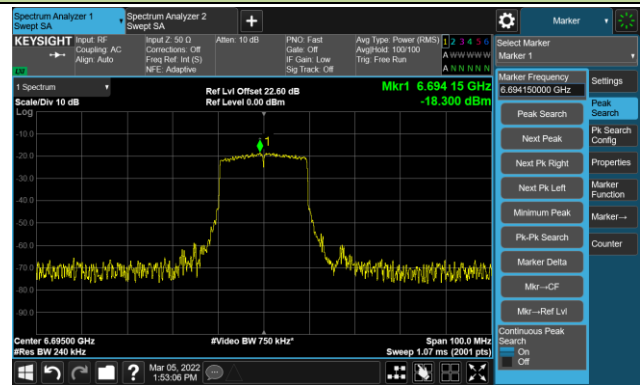 Spectrum Analyzer 1
Swept SA
Spectrum Analyzer 2
Swept SA
+
Marker
KEYSIGHT
Input: RF
Coupling: AC
Align: Auto
Input Z: 50 Ω
Corrections: Off
Freq Ref: Int (S)
NFE: Adaptive
Atten: 10 dB
PNO: Fast
Gate: Off
IF Gain: Low
Sig Track: Off
Avg Type: Power (RMS)
Avg|Hold: 100/100
Trig: Free Run
1 2 3 4 5 6
A W W W W W
A N N N N N
LW
Select Marker
Marker 1
1 Spectrum
Scale/Div 10 dB
Log
Ref Lvl Offset 22.60 dB
Ref Level 0.00 dBm
Mkr1 6.694 15 GHz
-18.300 dBm
1
-10.0
-20.0
-30.0
-40.0
-50.0
-60.0
-70.0
-80.0
-90.0
Center 6.69500 GHz
#Res BW 240 kHz
#Video BW 750 kHz*
Span 100.0 MHz
Sweep 1.07 ms (2001 pts)
Marker Frequency
6.694150000 GHz
Peak Search
Next Peak
Next Pk Right
Next Pk Left
Minimum Peak
Pk-Pk Search
Marker Delta
Mkr→CF
Mkr→Ref Lvl
Continuous Peak
Search
On
Off
Settings
Peak
Search
Pk Search
Config
Properties
Marker
Function
Marker→
Counter
?
Mar 05, 2022
1:53:06 PM